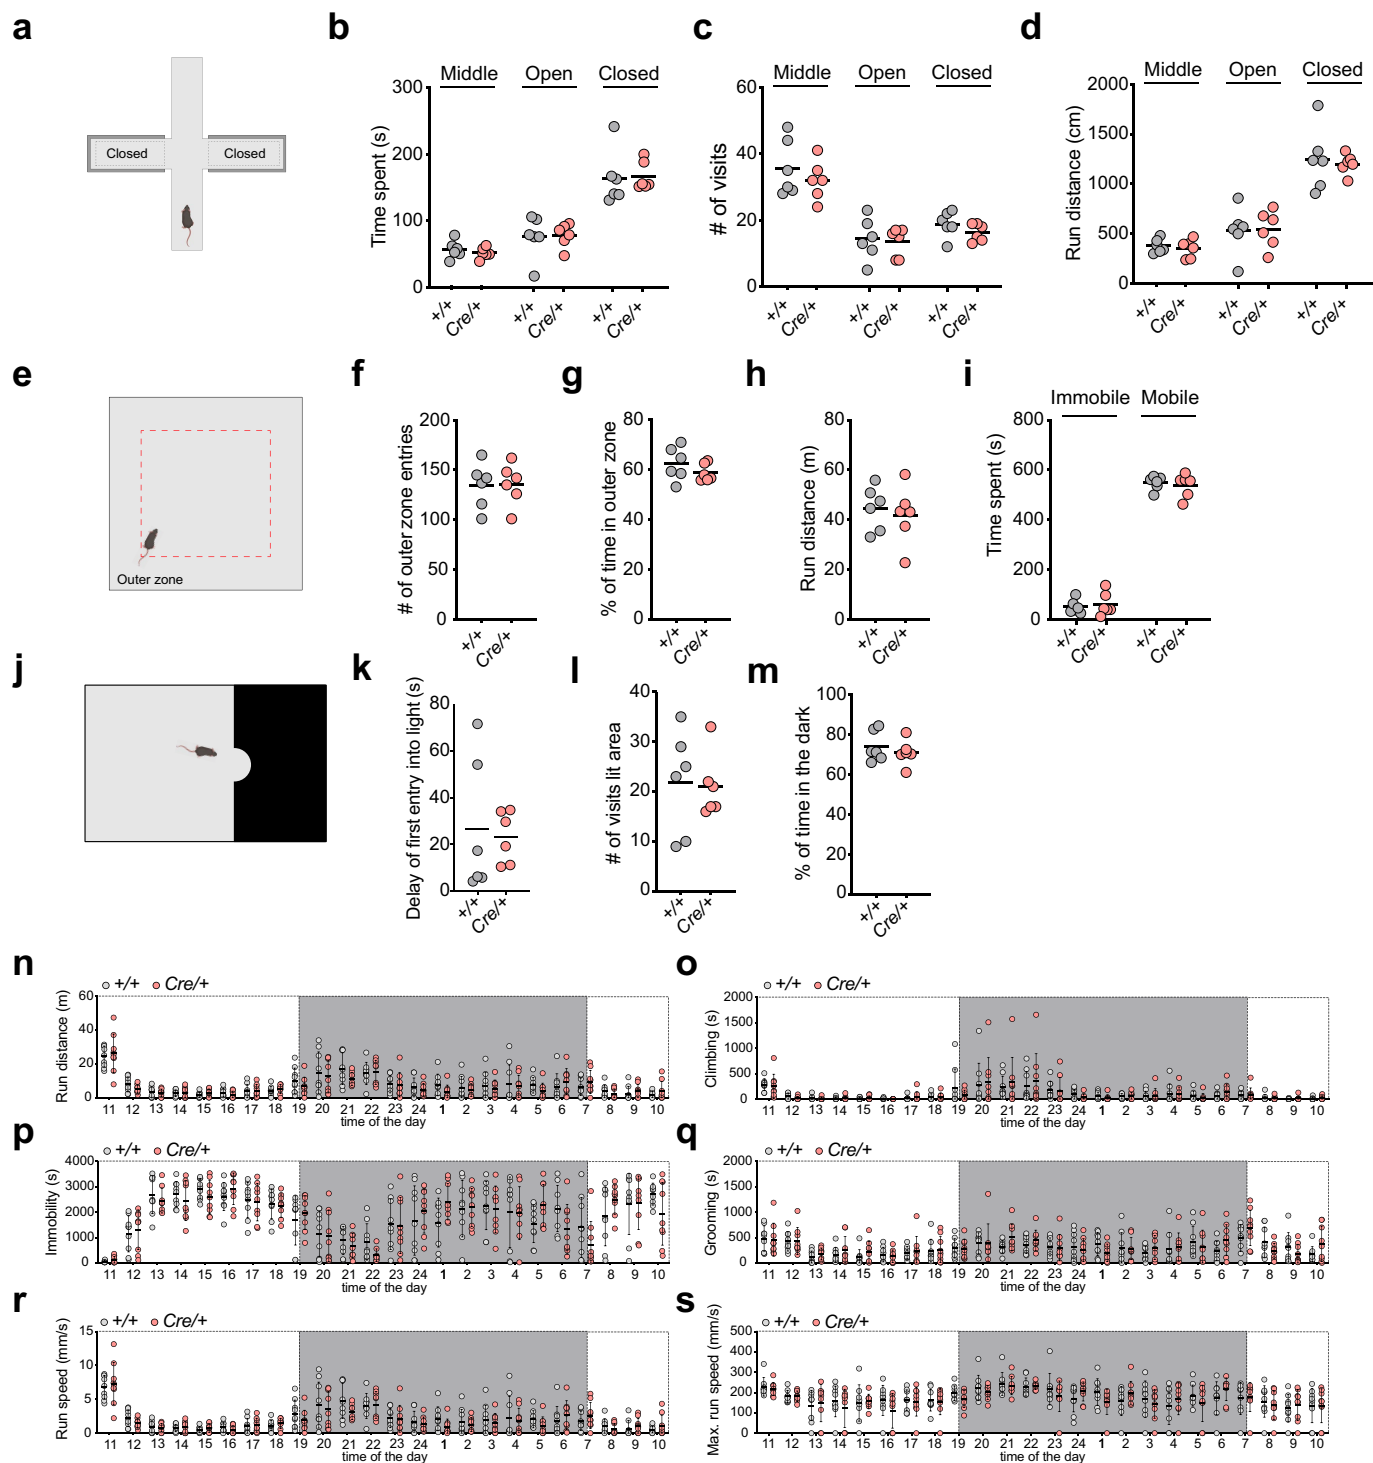 a
Closed
Closed
b
Middle
Open
Closed
Time spent (s)
300
200
100
0
+/+
Cre/+
+/+
Cre/+
+/+
Cre/+
c
Middle
Open
Closed
# of visits
60
40
20
0
+/+
Cre/+
+/+
Cre/+
+/+
Cre/+
d
Middle
Open
Closed
Run distance (cm)
2000
1500
1000
500
0
+/+
Cre/+
+/+
Cre/+
+/+
Cre/+
e
Outer zone
f
# of outer zone entries
200
150
100
50
0
+/+
Cre/+
g
% of time in outer zone
80
60
40
20
0
+/+
Cre/+
h
Run distance (m)
80
60
40
20
0
+/+
Cre/+
i
Immobile
Mobile
Time spent (s)
800
600
400
200
0
+/+
Cre/+
+/+
Cre/+
j
k
Delay of first entry into light (s)
80
60
40
20
0
+/+
Cre/+
l
# of visits lit area
40
30
20
10
0
+/+
Cre/+
m
% of time in the dark
100
80
60
40
20
0
+/+
Cre/+
n
+/+ Cre/+
Run distance (m)
60
40
20
0
11 12 13 14 15 16 17 18 19 20 21 22 23 24 1 2 3 4 5 6 7 8 9 10
time of the day
o
+/+ Cre/+
Climbing (s)
2000
1500
1000
500
0
11 12 13 14 15 16 17 18 19 20 21 22 23 24 1 2 3 4 5 6 7 8 9 10
time of the day
p
+/+ Cre/+
Immobility (s)
4000
3000
2000
1000
0
11 12 13 14 15 16 17 18 19 20 21 22 23 24 1 2 3 4 5 6 7 8 9 10
time of the day
q
+/+ Cre/+
Grooming (s)
2000
1500
1000
500
0
11 12 13 14 15 16 17 18 19 20 21 22 23 24 1 2 3 4 5 6 7 8 9 10
time of the day
r
+/+ Cre/+
Run speed (mm/s)
15
10
5
0
11 12 13 14 15 16 17 18 19 20 21 22 23 24 1 2 3 4 5 6 7 8 9 10
time of the day
s
+/+ Cre/+
Max. run speed (mm/s)
500
400
300
200
100
0
11 12 13 14 15 16 17 18 19 20 21 22 23 24 1 2 3 4 5 6 7 8 9 10
time of the day